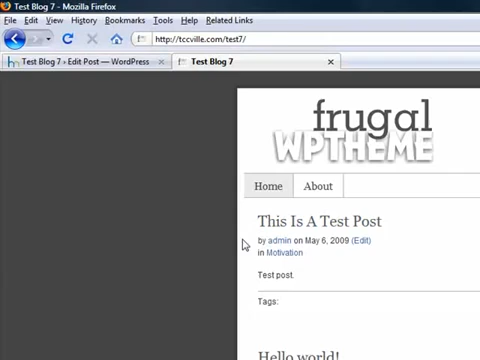 Test Blog 7 - Mozilla Firefox
File Edit View History Bookmarks Tools Help Related Links
http://tccville.com/test7/
Test Blog 7 › Edit Post — WordPress
Test Blog 7
frugal
WPTHEME
Home About
This Is A Test Post
by admin on May 6, 2009 (Edit)
in Motivation
Test post.
Tags:
Hello world!